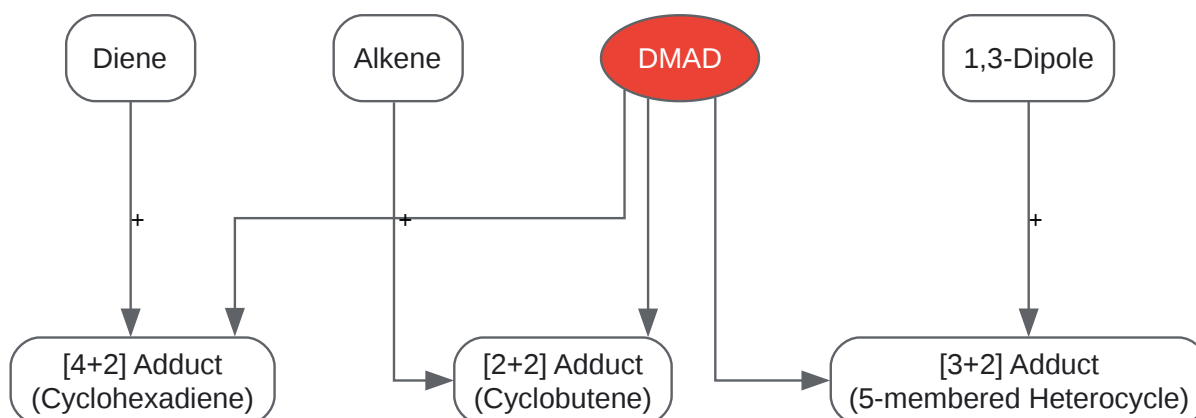 Diene
Alkene
DMAD
1,3-Dipole
+
+
+
[4+2] Adduct
(Cyclohexadiene)
[2+2] Adduct
(Cyclobutene)
[3+2] Adduct
(5-membered Heterocycle)